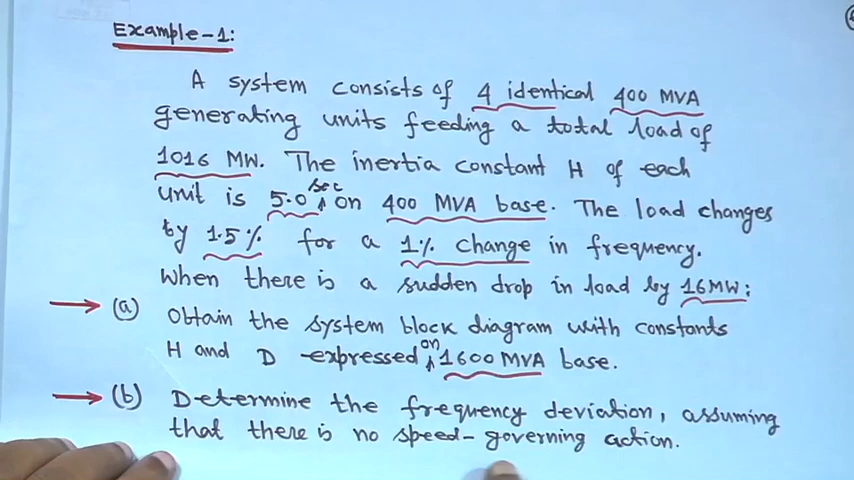 Example-1:
A system consists of 4 identical 400 MVA
generating units feeding a total load of
1016 MW. The inertia constant H of each
unit is 5.0 sec on 400 MVA base. The load changes
by 1.5% for a 1% change in frequency.
When there is a sudden drop in load by 16MW:
(a) Obtain the system block diagram with constants
H and D expressed on 1600 MVA base.
(b) Determine the frequency deviation, assuming
that there is no speed-governing action.